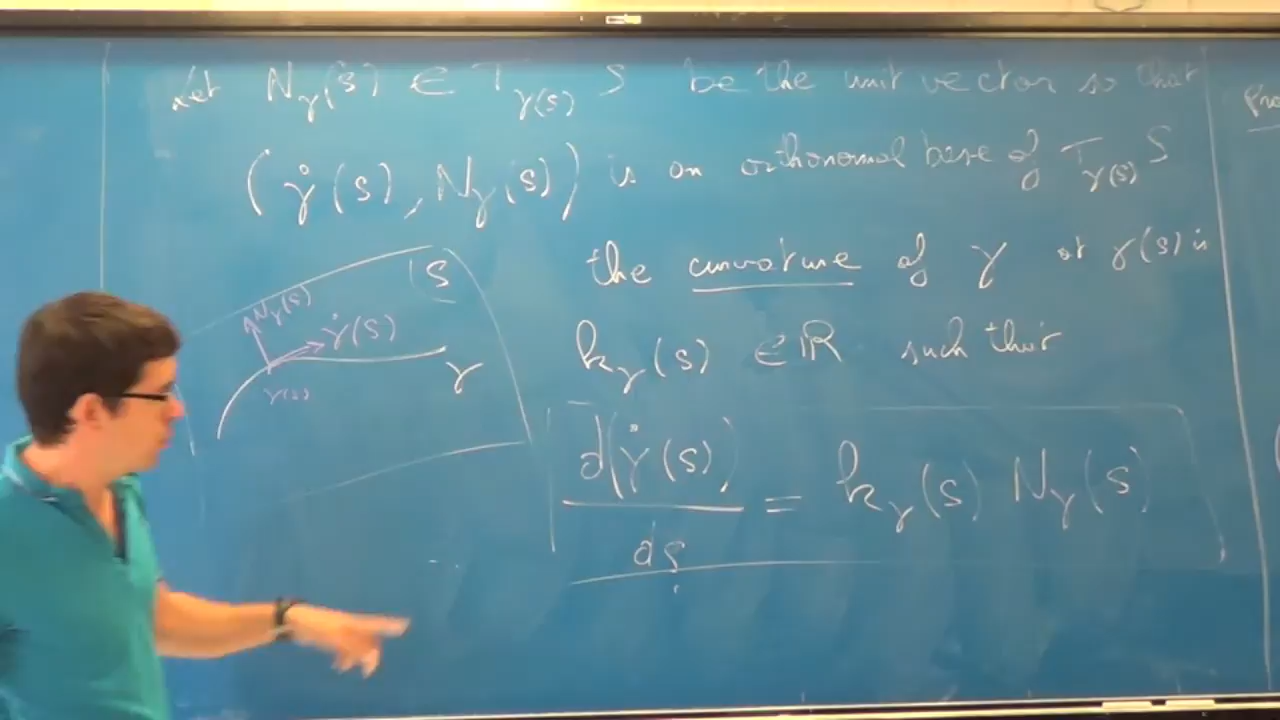 Let N_γ(s) ∈ T_γ(s) S be the unit vector so that
(γ̇(s), N_γ(s)) is an orthonormal base of T_γ(s) S
the curvature of γ at γ(s) is
k_γ(s) ∈ ℝ such that
d(γ̇(s))/ds = k_γ(s) N_γ(s)
S
N_γ(s)
γ̇(s)
γ
γ(s)